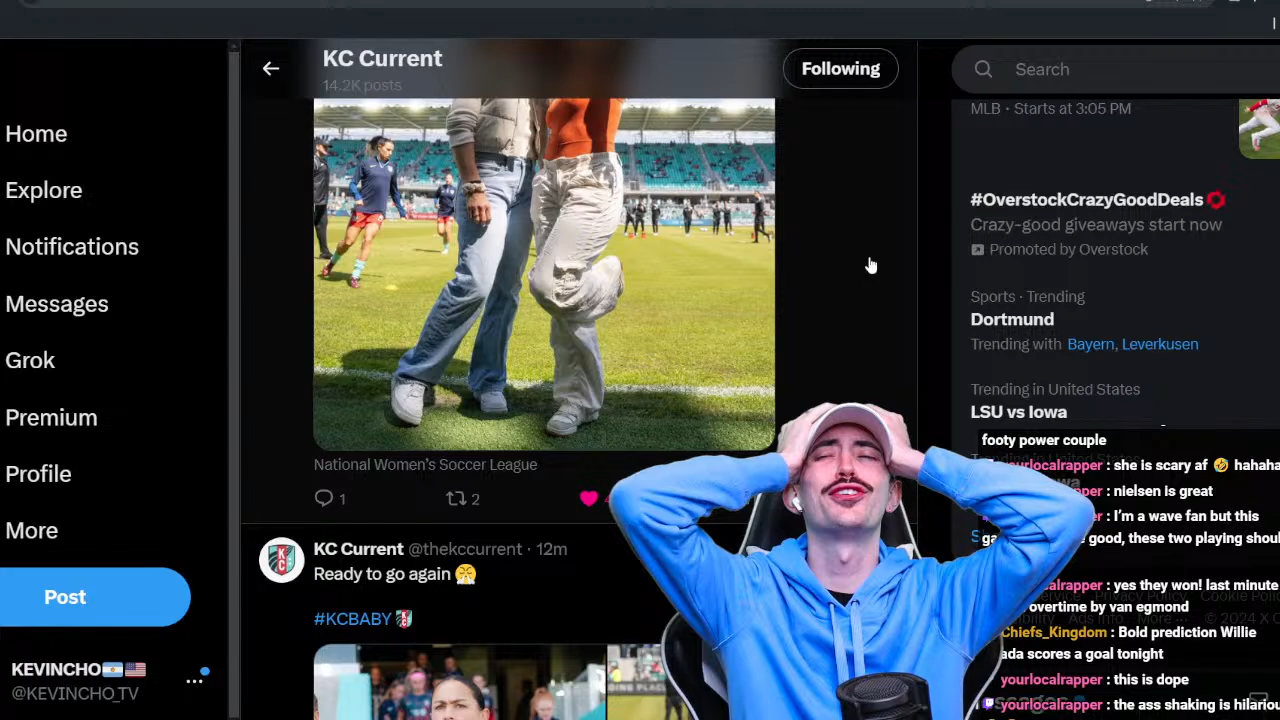 KC Current
14.2K posts
Following
Home
Explore
Notifications
Messages
Grok
Premium
Profile
More
Post
KEVINCHO🇦🇷🇺🇸
@KEVINCHO_TV
National Women's Soccer League
1
2
KC Current @thekccurrent · 12m
Ready to go again 😤
#KCBABY
Search
MLB · Starts at 3:05 PM
#OverstockCrazyGoodDeals
Crazy-good giveaways start now
Promoted by Overstock
Sports · Trending
Dortmund
Trending with Bayern, Leverkusen
Trending in United States
LSU vs Iowa
footy power couple
yourlocalrapper : she is scary af 🤣 hahaha
: nielsen is great
: I'm a wave fan but this
good, these two playing
yourlocalrapper : yes they won! last minute
overtime by van egmond
Chiefs_Kingdom : Bold prediction Willie
scores a goal tonight
yourlocalrapper : this is dope
yourlocalrapper : the ass shaking is